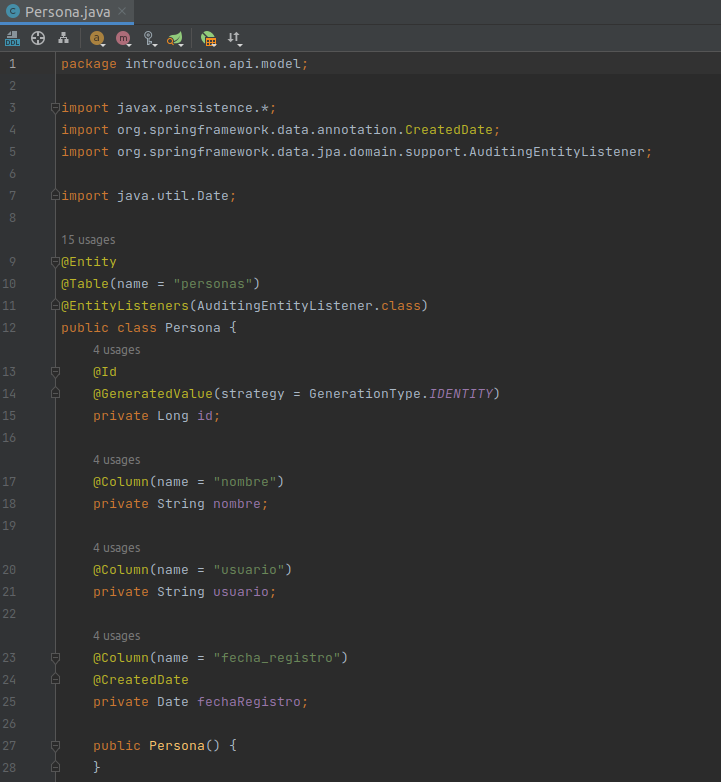 Persona.java
1 package introduccion.api.model;
2
3 import javax.persistence.*;
4 import org.springframework.data.annotation.CreatedDate;
5 import org.springframework.data.jpa.domain.support.AuditingEntityListener;
6
7 import java.util.Date;
8
15 usages
9 @Entity
10 @Table(name = "personas")
11 @EntityListeners(AuditingEntityListener.class)
12 public class Persona {
4 usages
13 @Id
14 @GeneratedValue(strategy = GenerationType.IDENTITY)
15 private Long id;
16
4 usages
17 @Column(name = "nombre")
18 private String nombre;
19
4 usages
20 @Column(name = "usuario")
21 private String usuario;
22
4 usages
23 @Column(name = "fecha_registro")
24 @CreatedDate
25 private Date fechaRegistro;
26
27 public Persona() {
28 }